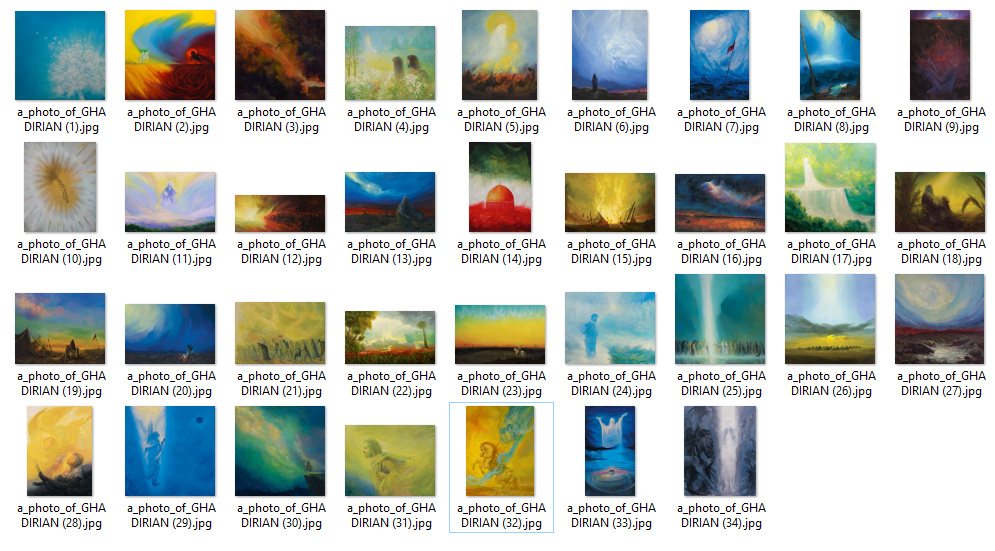 a_photo_of_GHA
DIRIAN (1).jpg
a_photo_of_GHA
DIRIAN (2).jpg
a_photo_of_GHA
DIRIAN (3).jpg
a_photo_of_GHA
DIRIAN (4).jpg
a_photo_of_GHA
DIRIAN (5).jpg
a_photo_of_GHA
DIRIAN (6).jpg
a_photo_of_GHA
DIRIAN (7).jpg
a_photo_of_GHA
DIRIAN (8).jpg
a_photo_of_GHA
DIRIAN (9).jpg
a_photo_of_GHA
DIRIAN (10).jpg
a_photo_of_GHA
DIRIAN (11).jpg
a_photo_of_GHA
DIRIAN (12).jpg
a_photo_of_GHA
DIRIAN (13).jpg
a_photo_of_GHA
DIRIAN (14).jpg
a_photo_of_GHA
DIRIAN (15).jpg
a_photo_of_GHA
DIRIAN (16).jpg
a_photo_of_GHA
DIRIAN (17).jpg
a_photo_of_GHA
DIRIAN (18).jpg
a_photo_of_GHA
DIRIAN (19).jpg
a_photo_of_GHA
DIRIAN (20).jpg
a_photo_of_GHA
DIRIAN (21).jpg
a_photo_of_GHA
DIRIAN (22).jpg
a_photo_of_GHA
DIRIAN (23).jpg
a_photo_of_GHA
DIRIAN (24).jpg
a_photo_of_GHA
DIRIAN (25).jpg
a_photo_of_GHA
DIRIAN (26).jpg
a_photo_of_GHA
DIRIAN (27).jpg
a_photo_of_GHA
DIRIAN (28).jpg
a_photo_of_GHA
DIRIAN (29).jpg
a_photo_of_GHA
DIRIAN (30).jpg
a_photo_of_GHA
DIRIAN (31).jpg
a_photo_of_GHA
DIRIAN (32).jpg
a_photo_of_GHA
DIRIAN (33).jpg
a_photo_of_GHA
DIRIAN (34).jpg